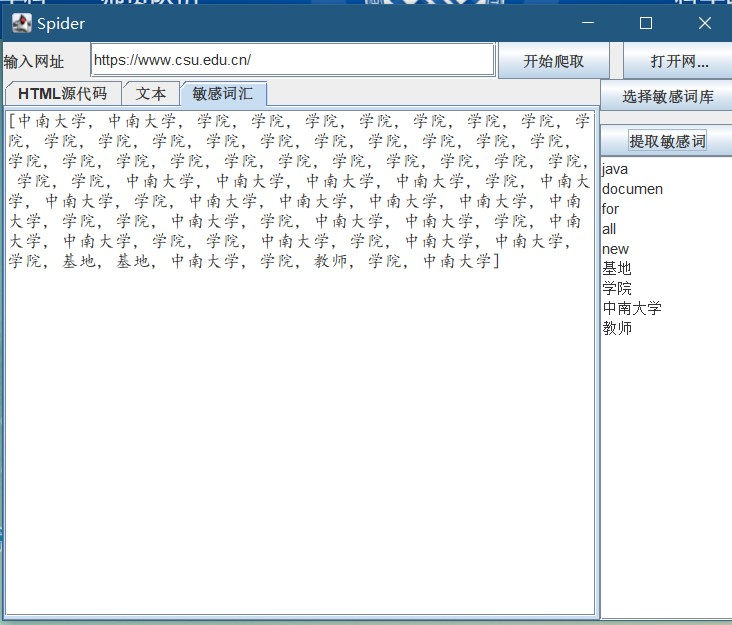 Spider
输入网址
https://www.csu.edu.cn/
开始爬取
打开网...
HTML源代码
文本
敏感词汇
选择敏感词库
提取敏感词
[中南大学, 中南大学, 学院, 学院, 学院, 学院, 学院, 学院, 学院, 学
院, 学院, 学院, 学院, 学院, 学院, 学院, 学院, 学院, 学院, 学院,
学院, 学院, 学院, 学院, 学院, 学院, 学院, 学院, 学院, 学院, 学院,
学院, 学院, 中南大学, 中南大学, 中南大学, 中南大学, 学院, 中南大
学, 中南大学, 学院, 中南大学, 中南大学, 中南大学, 中南大学, 中南
大学, 学院, 学院, 中南大学, 学院, 中南大学, 中南大学, 学院, 中南
大学, 中南大学, 学院, 学院, 中南大学, 学院, 中南大学, 中南大学,
学院, 基地, 基地, 中南大学, 学院, 教师, 学院, 中南大学]
java
documen
for
all
new
基地
学院
中南大学
教师